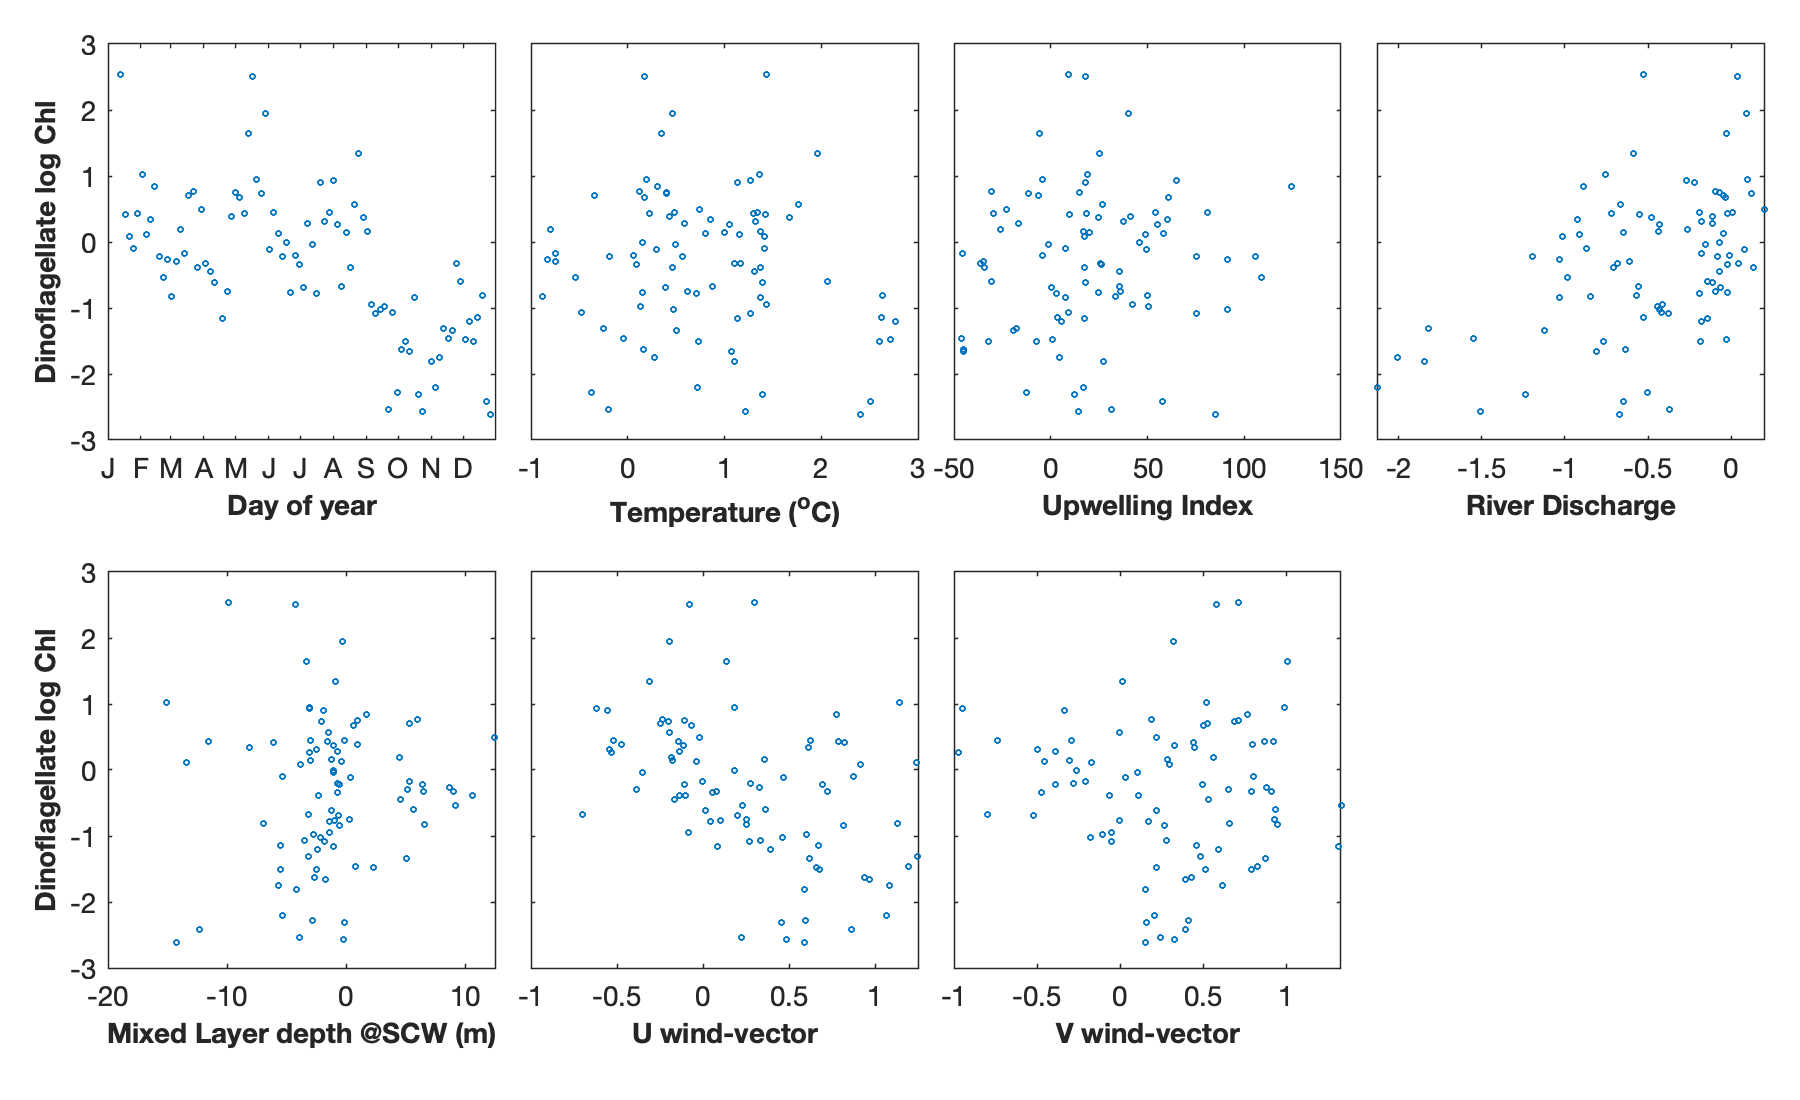 Dinoflagellate log Chl
3
2
1
0
-1
-2
-3
J F M A M J J A S O N D
Day of year
-1 0 1 2 3
Temperature (°C)
-50 0 50 100 150
Upwelling Index
-2 -1.5 -1 -0.5 0
River Discharge
Dinoflagellate log Chl
3
2
1
0
-1
-2
-3
-20 -10 0 10
Mixed Layer depth @SCW (m)
-1 -0.5 0 0.5 1
U wind-vector
-1 -0.5 0 0.5 1
V wind-vector